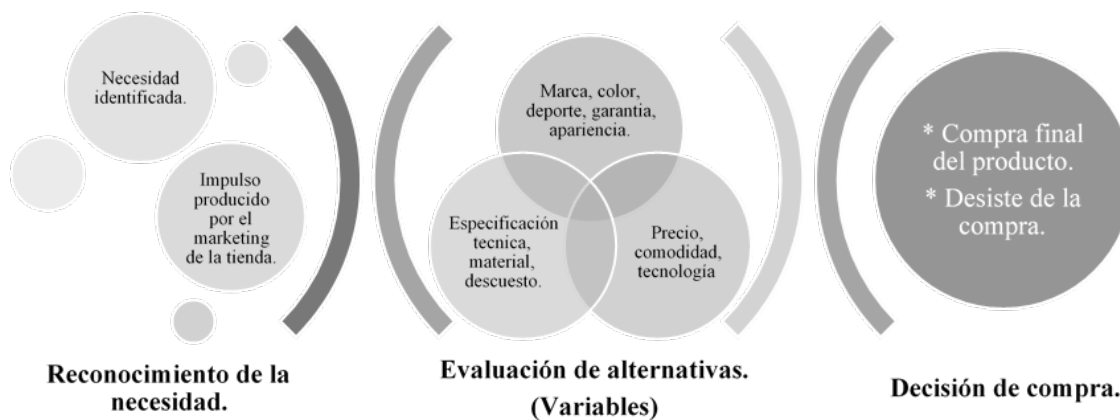 Necesidad
identificada.
Impulso
producido
por el
marketing
de la tienda.
Reconocimiento de la
necesidad.
Marca, color,
deporte, garantia,
apariencia.
Especificación
tecnica,
material,
descuesto.
Precio,
comodidad,
tecnología
Evaluación de alternativas.
(Variables)
* Compra final
del producto.
* Desiste de la
compra.
Decisión de compra.